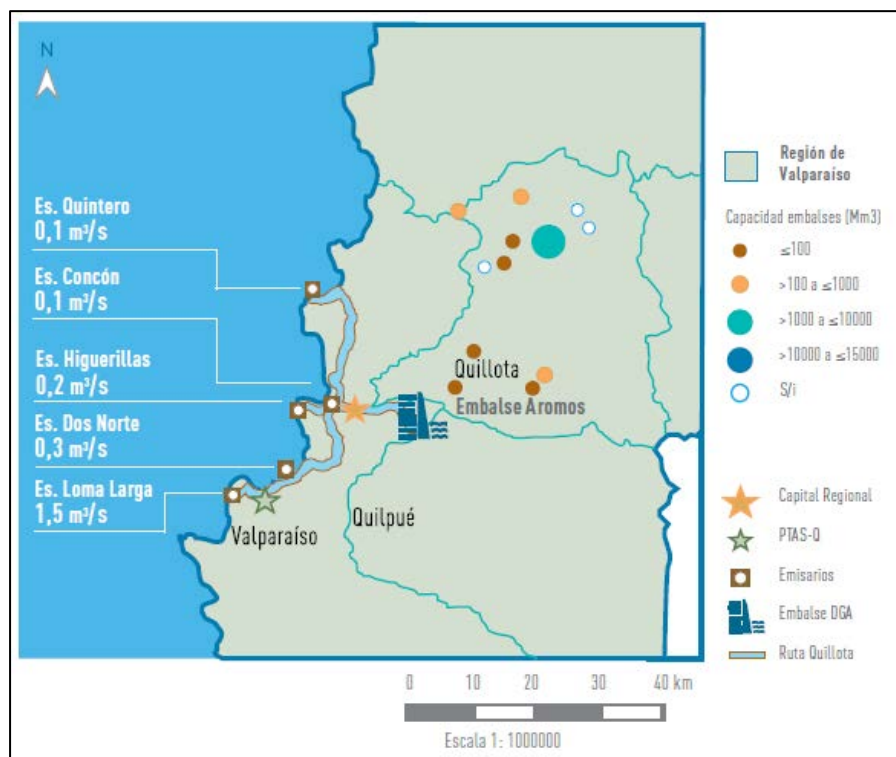 N
Es. Quintero
0,1 m³/s
Es. Concón
0,1 m³/s
Es. Higuerillas
0,2 m³/s
Es. Dos Norte
0,3 m³/s
Es. Loma Larga
1,5 m³/s
Valparaíso
Quilpué
Quillota
Embalse Aromos
Región de
Valparaíso
Capacidad embalses (Mm3)
≤100
>100 a ≤1000
>1000 a ≤10000
>10000 a ≤15000
S/i
Capital Regional
PTAS-Q
Emisarios
Embalse DGA
Ruta Quillota
0 10 20 30 40 km
Escala 1: 1000000